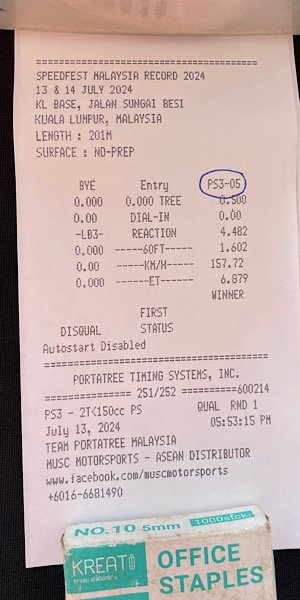 ==========================================
SPEEDFEST MALAYSIA RECORD 2024
13 & 14 JULY 2024
KL BASE, JALAN SUNGAI BESI
KUALA LUMPUR, MALAYSIA
LENGTH : 201M
SURFACE : NO-PREP
BYE Entry PS3-05
0.000 0.000 TREE 0.500
0.00 DIAL-IN 0.00
-LB3- REACTION 4.482
0.000 ------60FT----- 1.602
0.00 -----KM/H----- 157.72
0.000 ------ET------ 6.879
WINNER
FIRST
DISQUAL STATUS
Autostart Disabled
==========================================
PORTATREE TIMING SYSTEMS, INC.
================ 251/252 ==========600214
PS3 - 2T<150cc PS QUAL RND 1
July 13, 2024 05:53:15 PM
TEAM PORTATREE MALAYSIA
MUSC MOTORSPORTS - ASEAN DISTRIBUTOR
www.facebook.com/muscmotorsports
+6016-6681490
NO.10 5mm 1000stcks
KREATI
kreati stationery
OFFICE
STAPLES